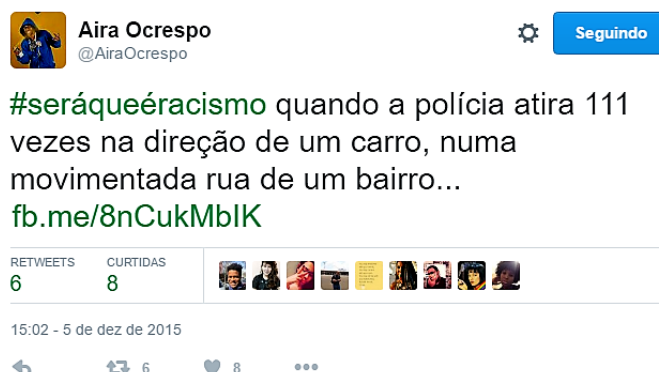 Aira Ocrespo
@AiraOcrespo
Seguindo
#seráqueéracismo quando a polícia atira 111
vezes na direção de um carro, numa
movimentada rua de um bairro...
fb.me/8nCukMbIK
RETWEETS
6
CURTIDAS
8
15:02 - 5 de dez de 2015
6
8